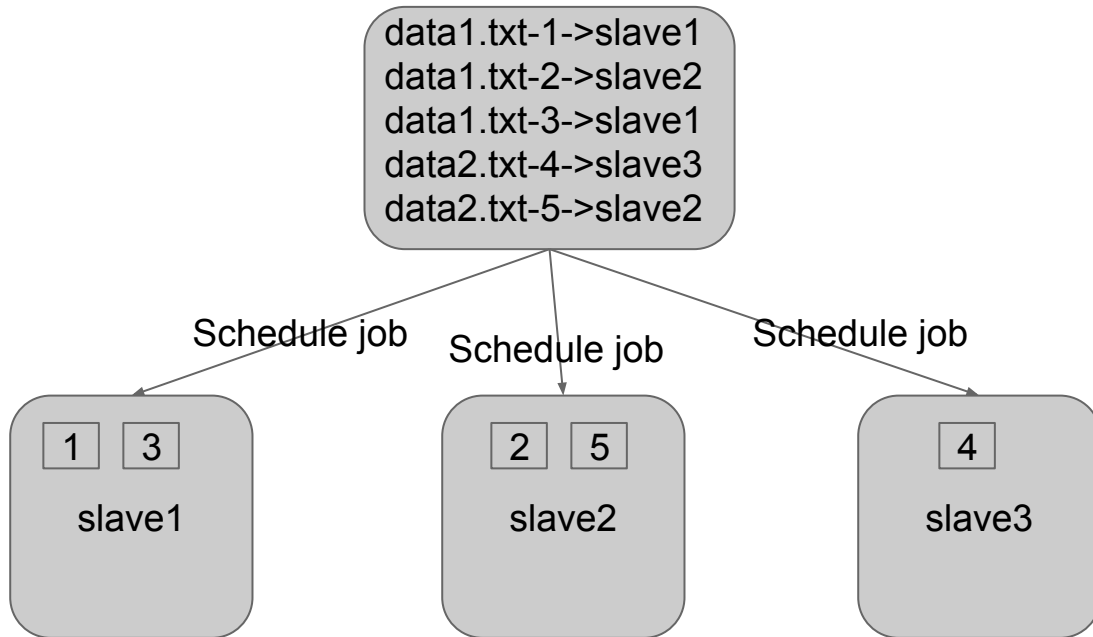 data1.txt-1->slave1
data1.txt-2->slave2
data1.txt-3->slave1
data2.txt-4->slave3
data2.txt-5->slave2
Schedule job
Schedule job
Schedule job
1 3
slave1
2 5
slave2
4
slave3